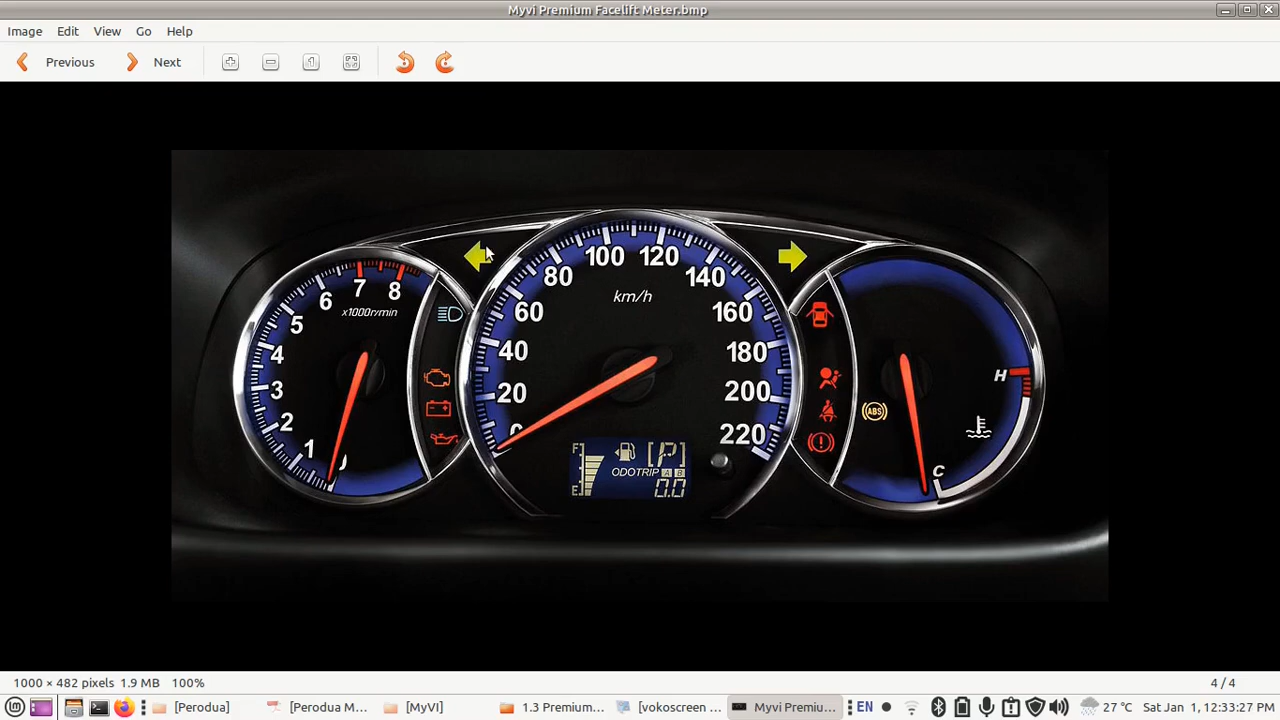 Myvi Premium Facelift Meter.bmp
Image Edit View Go Help
Previous Next
8
7
6
5
4
3
2
1
x1000r/min
20
40
60
80
100
120
140
160
180
200
220
km/h
F
E
[P]
ODOTRIP A B
0.0
ABS
H
C
1000 × 482 pixels 1.9 MB 100%
4 / 4
[Perodua] [Perodua M... [MyVI] 1.3 Premium... [vokoscreen ... Myvi Premiu... EN 27 °C Sat Jan 1, 12:33:27 PM